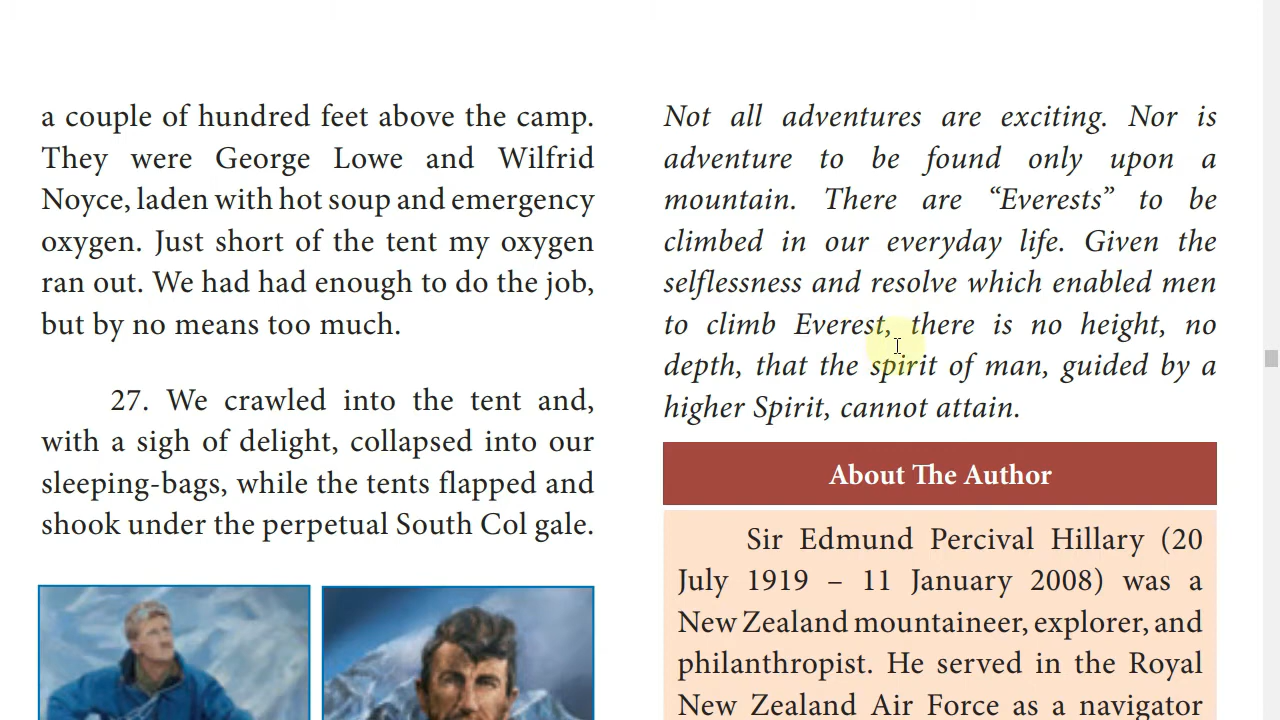 a couple of hundred feet above the camp.
They were George Lowe and Wilfrid
Noyce, laden with hot soup and emergency
oxygen. Just short of the tent my oxygen
ran out. We had had enough to do the job,
but by no means too much.
27. We crawled into the tent and,
with a sigh of delight, collapsed into our
sleeping-bags, while the tents flapped and
shook under the perpetual South Col gale.
Not all adventures are exciting. Nor is
adventure to be found only upon a
mountain. There are “Everests” to be
climbed in our everyday life. Given the
selflessness and resolve which enabled men
to climb Everest, there is no height, no
depth, that the spirit of man, guided by a
higher Spirit, cannot attain.
About The Author
Sir Edmund Percival Hillary (20
July 1919 – 11 January 2008) was a
New Zealand mountaineer, explorer, and
philanthropist. He served in the Royal
New Zealand Air Force as a navigator